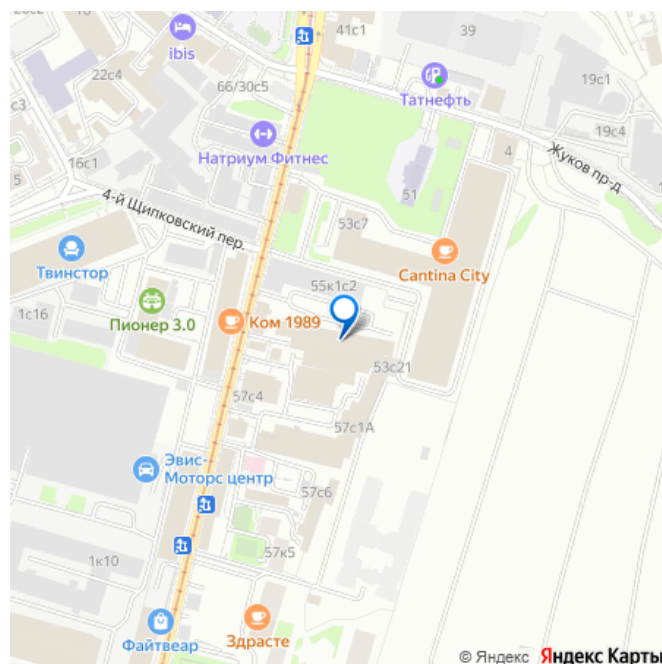 20с2
41с1
39
ibis
22с4
19с1
66/30с5
Татнефть
19с4
Натриум Фитнес
Жуков пр-д
16с1
4
5
51
4-й Щипковский пер.
53с7
Твинстор
Cantina City
55к1с2
1с16
Пионер 3.0
Ком 1989
53с21
57с4
57с1А
Эвис-
Моторс центр
57с6
57к5
1к10
Файтвеар
Здрасте
© Яндекс Яндекс Карты